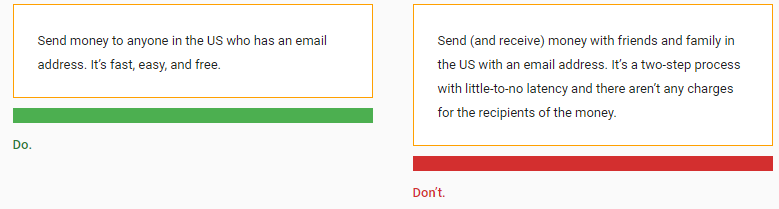 Send money to anyone in the US who has an email
address. It's fast, easy, and free.
Do.
Send (and receive) money with friends and family in
the US with an email address. It's a two-step process
with little-to-no latency and there aren't any charges
for the recipients of the money.
Don't.